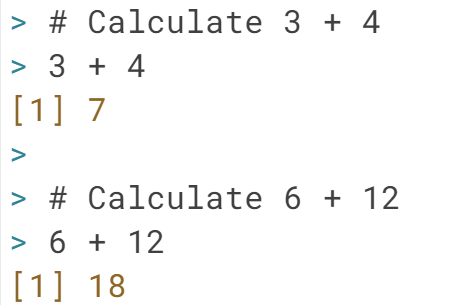 > # Calculate 3 + 4
> 3 + 4
[1] 7
>
> # Calculate 6 + 12
> 6 + 12
[1] 18